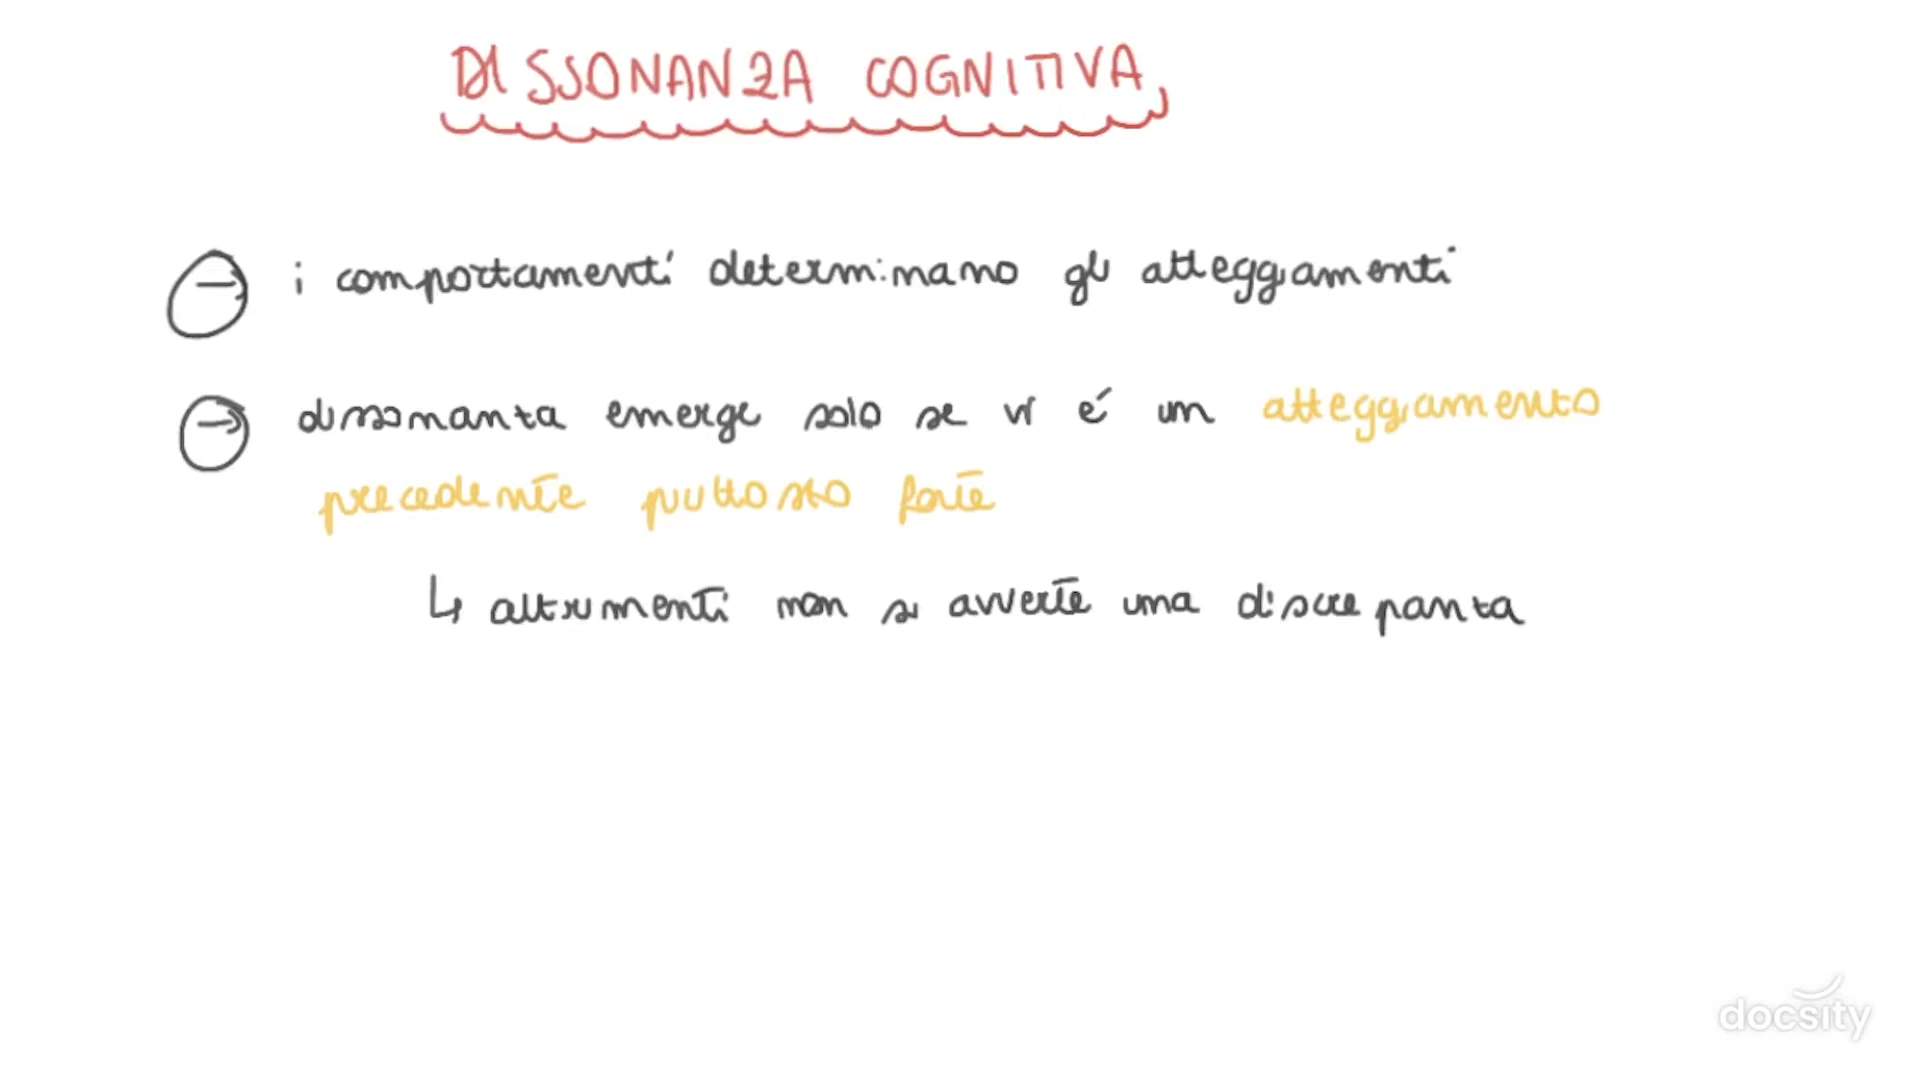 DISSONANZA COGNITIVA
→ i comportamenti determinano gli atteggiamenti
→ dissonanza emerge solo se vi é un atteggiamento
precedente piuttosto forte
↳ altrimenti non si avverte una discrepanza
docsity